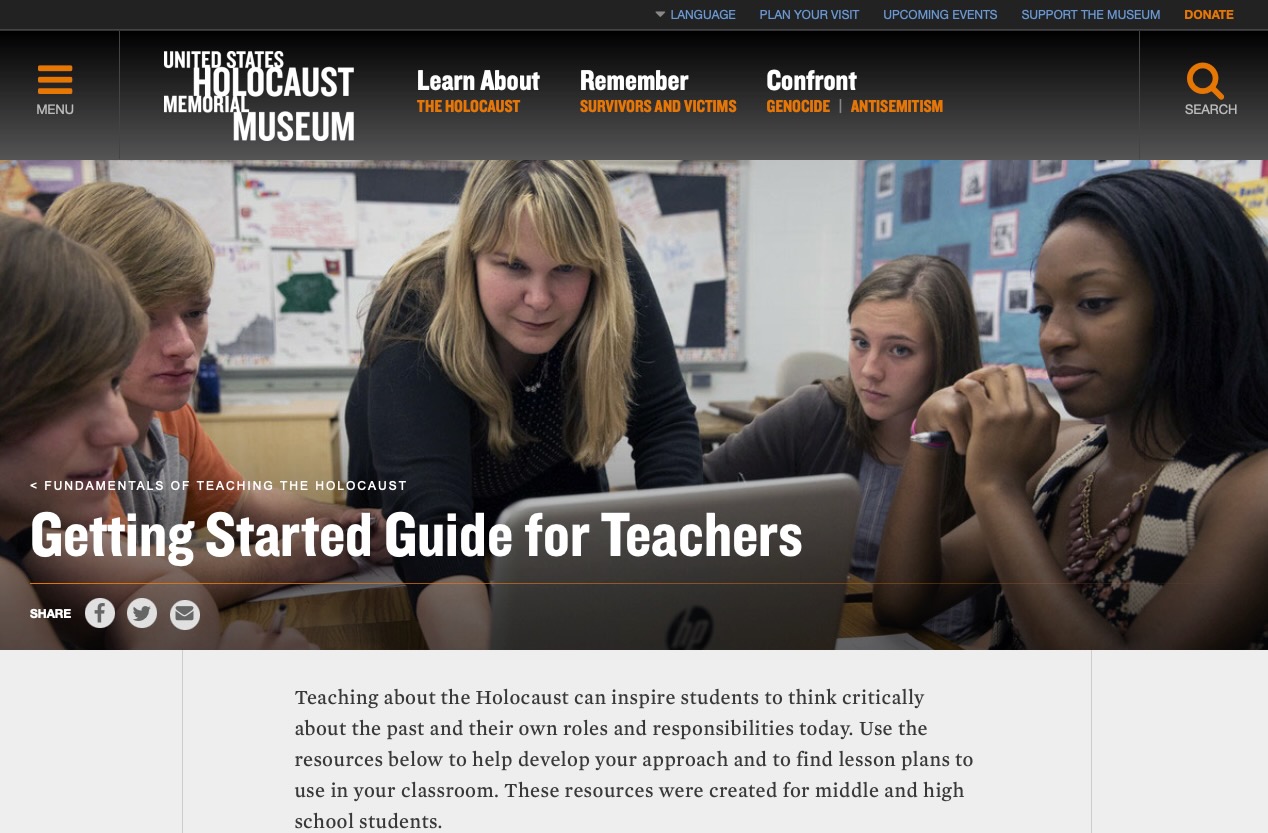 LANGUAGE PLAN YOUR VISIT UPCOMING EVENTS SUPPORT THE MUSEUM DONATE
MENU
UNITED STATES
HOLOCAUST
MEMORIAL
MUSEUM
Learn About
THE HOLOCAUST
Remember
SURVIVORS AND VICTIMS
Confront
GENOCIDE | ANTISEMITISM
SEARCH
< FUNDAMENTALS OF TEACHING THE HOLOCAUST
Getting Started Guide for Teachers
SHARE
hp
Teaching about the Holocaust can inspire students to think critically
about the past and their own roles and responsibilities today. Use the
resources below to help develop your approach and to find lesson plans to
use in your classroom. These resources were created for middle and high
school students.